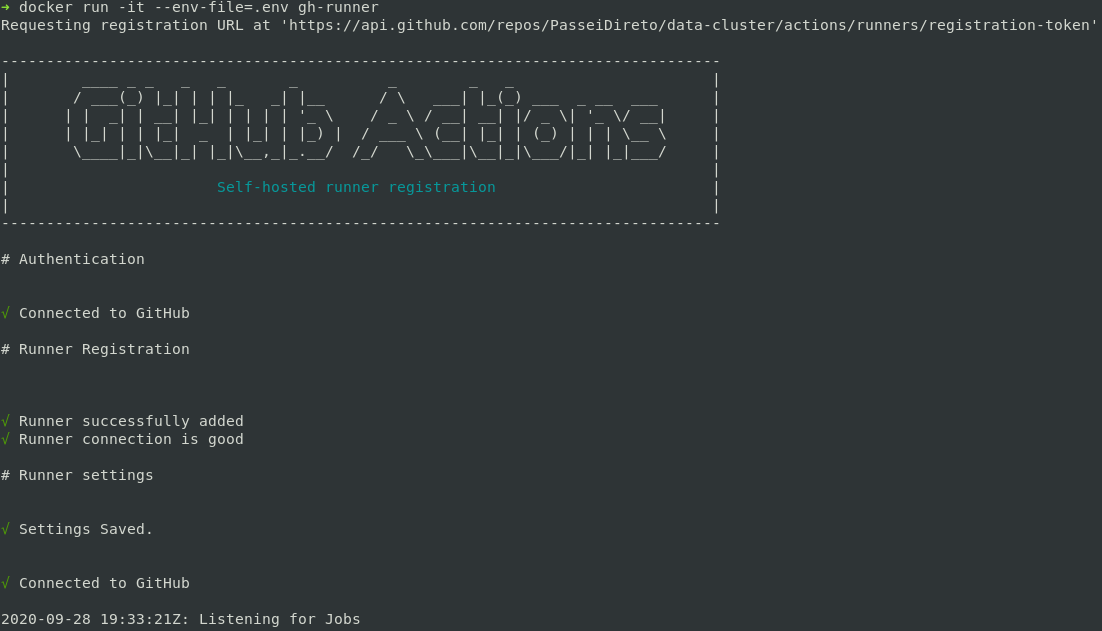 ➜ docker run -it --env-file=.env gh-runner
Requesting registration URL at 'https://api.github.com/repos/PasseiDireto/data-cluster/actions/runners/registration-token'
--------------------------------------------------------------------------------
|        ____ _ _   _   _       _          _        _   _                      |
|       / ___(_) |_| | | |_   _| |__      / \   ___| |_(_) ___  _ __  ___      |
|      | |  _| | __| |_| | | | | '_ \    / _ \ / __| __| |/ _ \| '_ \/ __|     |
|      | |_| | | |_|  _  | |_| | |_) |  / ___ \ (__| |_| | (_) | | | \__ \     |
|       \____|_|\__|_| |_|\__,_|_.__/  /_/   \_\___|\__|_|\___/|_| |_|___/     |
|                                                                              |
|                       Self-hosted runner registration                        |
|                                                                              |
--------------------------------------------------------------------------------
# Authentication
√ Connected to GitHub
# Runner Registration
√ Runner successfully added
√ Runner connection is good
# Runner settings
√ Settings Saved.
√ Connected to GitHub
2020-09-28 19:33:21Z: Listening for Jobs